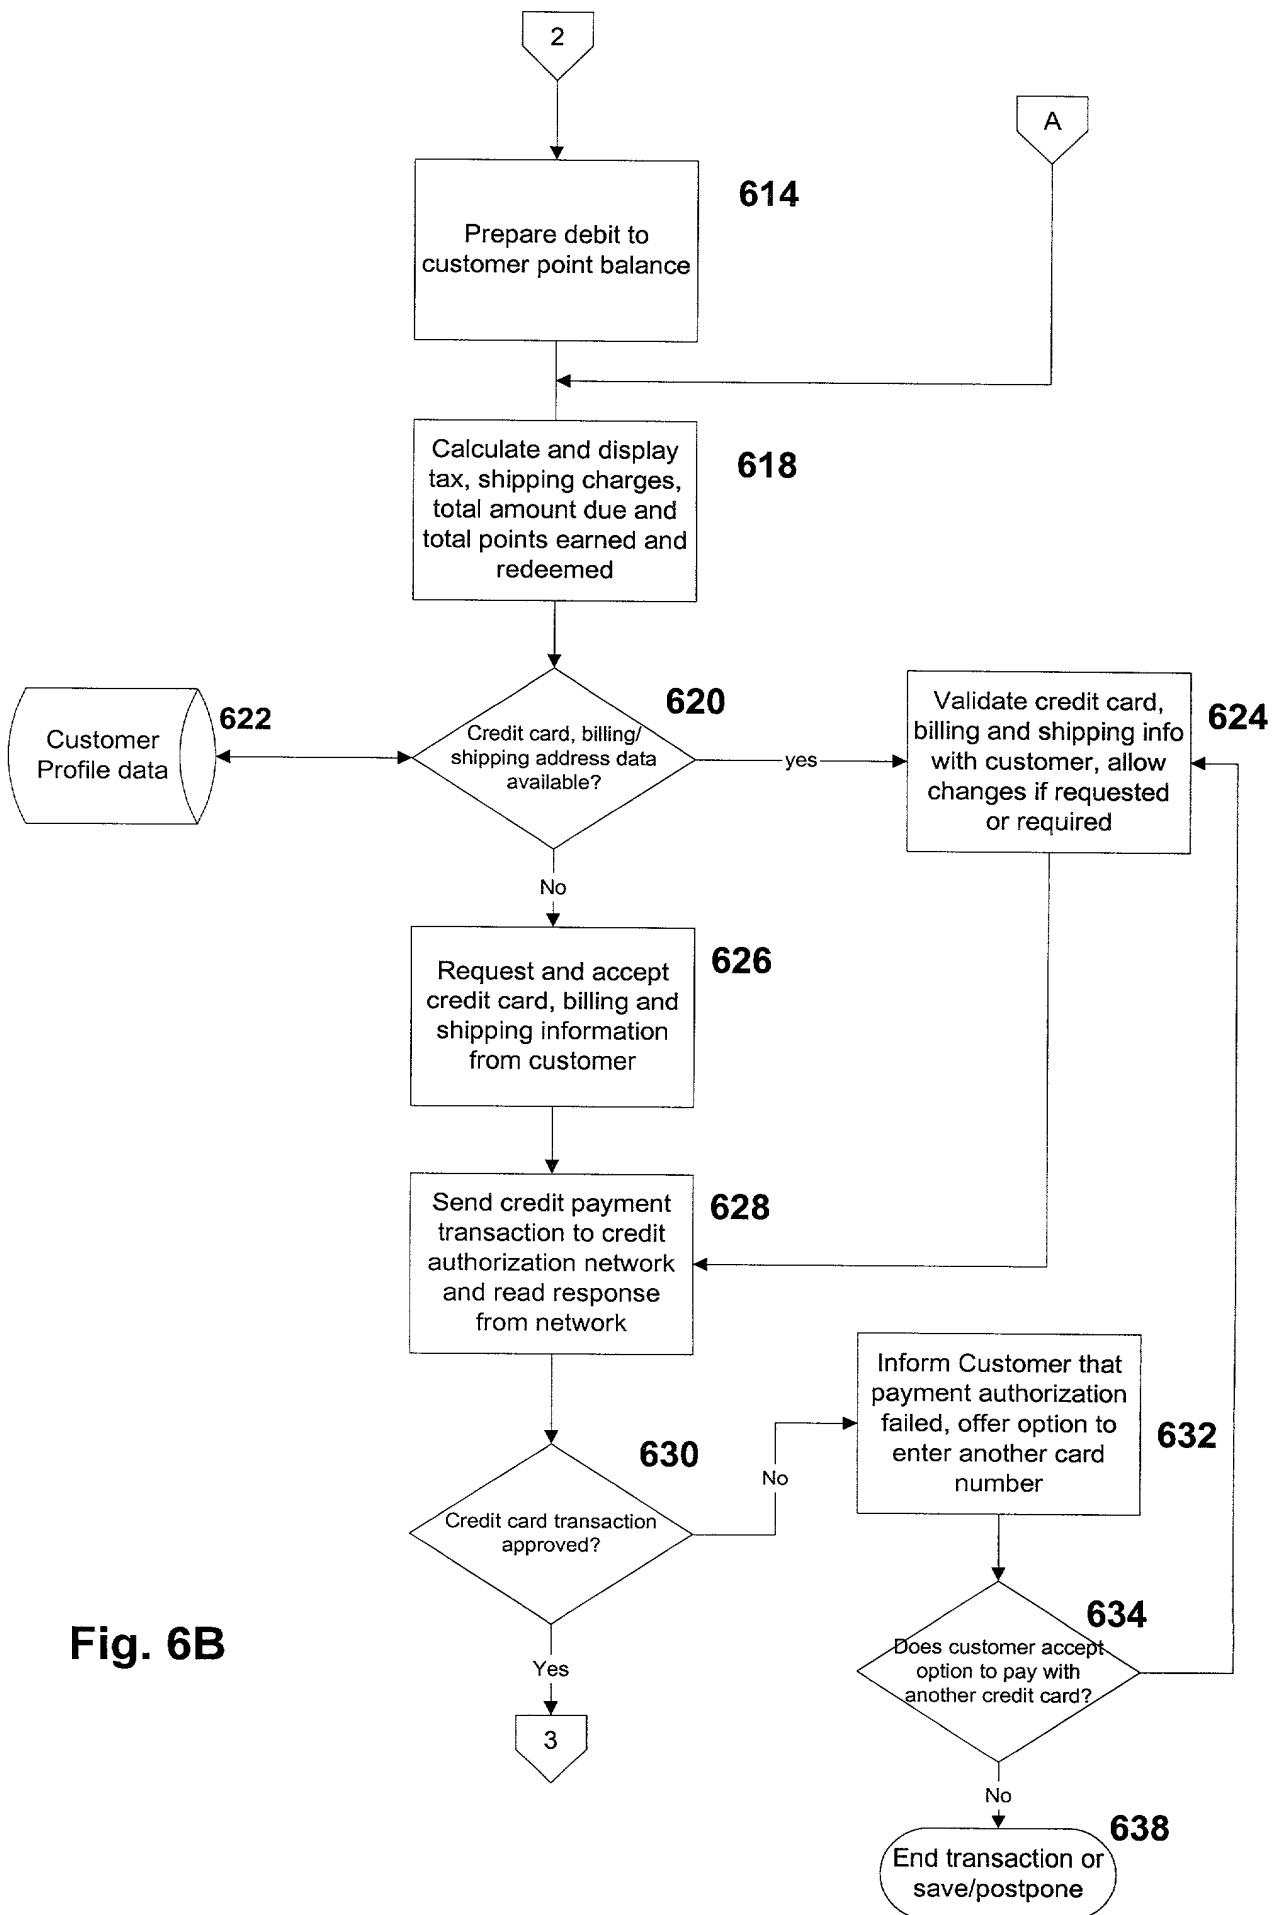 2
A
614
Prepare debit to
customer point balance
618
Calculate and display
tax, shipping charges,
total amount due and
total points earned and
redeemed
620
Credit card, billing/
shipping address data
available?
622
Customer
Profile data
yes
624
Validate credit card,
billing and shipping info
with customer, allow
changes if requested
or required
No
626
Request and accept
credit card, billing and
shipping information
from customer
628
Send credit payment
transaction to credit
authorization network
and read response
from network
630
Credit card transaction
approved?
No
632
Inform Customer that
payment authorization
failed, offer option to
enter another card
number
634
Does customer accept
option to pay with
another credit card?
Fig. 6B
Yes
3
No
638
End transaction or
save/postpone